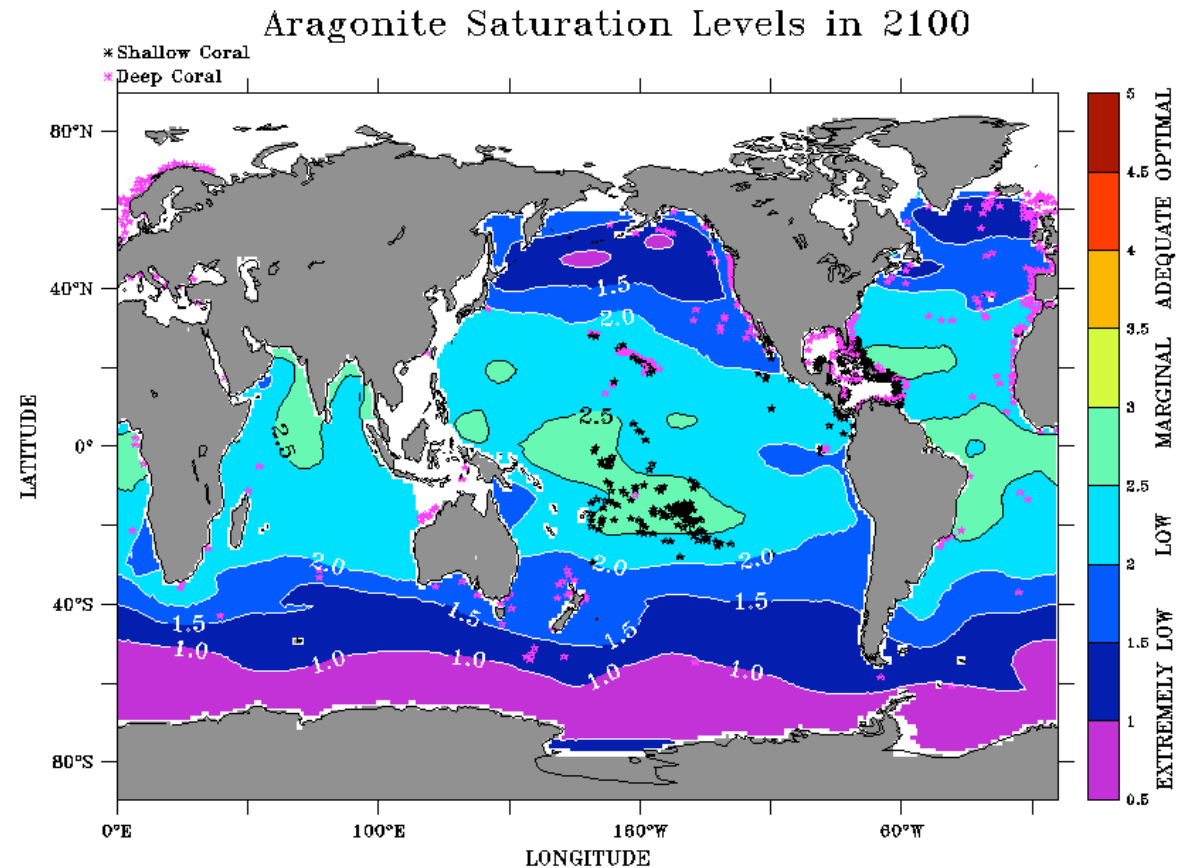 Aragonite Saturation Levels in 2100
* Shallow Coral
* Deep Coral
80°N
40°N
0°
40°S
80°S
LATITUDE
0°E
100°E
160°W
60°W
LONGITUDE
1.5
2.0
2.5
2.5
2.0
2.0
2.0
1.5
1.5
1.5
1.5
1.0
1.0
1.0
1.0
1.0
5
4.5
4
3.5
3
2.5
2
1.5
1
0.5
EXTREMELY LOW LOW MARGINAL ADEQUATE OPTIMAL